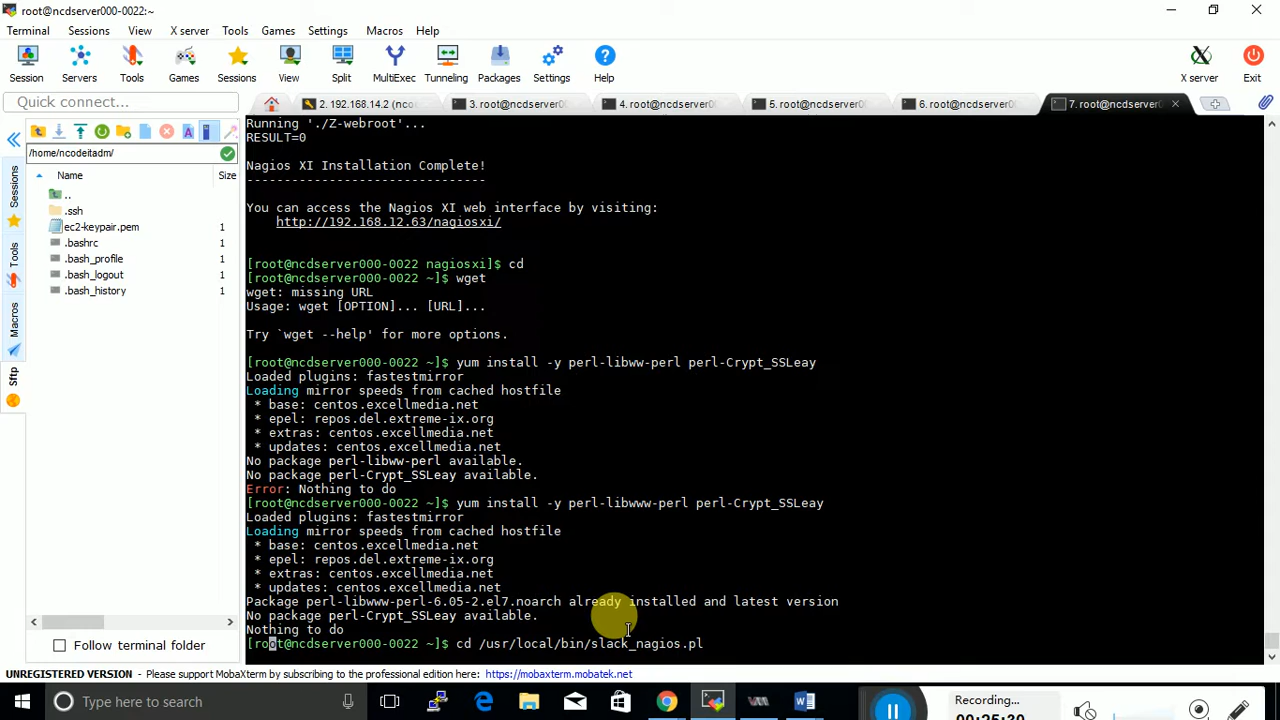 root@ncdserver000-0022:~
Terminal Sessions View X server Tools Games Settings Macros Help
Session Servers Tools Games Sessions View Split MultiExec Tunneling Packages Settings Help X server Exit
Quick connect...
2. 192.168.14.2 (nco 3. root@ncdserver 4. root@ncdserver 5. root@ncdserver 6. root@ncdserver 7. root@ncdserver
/home/ncodeitadm/
Name Size
..
.ssh
ec2-keypair.pem 1
.bashrc 1
.bash_profile 1
.bash_logout 1
.bash_history 1
Sessions
Tools
Macros
Sftp
Running './Z-webroot'...
RESULT=0
Nagios XI Installation Complete!
--------------------------------
You can access the Nagios XI web interface by visiting:
http://192.168.12.63/nagiosxi/
[root@ncdserver000-0022 nagiosxi]$ cd
[root@ncdserver000-0022 ~]$ wget
wget: missing URL
Usage: wget [OPTION]... [URL]...
Try `wget --help' for more options.
[root@ncdserver000-0022 ~]$ yum install -y perl-libww-perl perl-Crypt_SSLeay
Loaded plugins: fastestmirror
Loading mirror speeds from cached hostfile
* base: centos.excellmedia.net
* epel: repos.del.extreme-ix.org
* extras: centos.excellmedia.net
* updates: centos.excellmedia.net
No package perl-libww-perl available.
No package perl-Crypt_SSLeay available.
Error: Nothing to do
[root@ncdserver000-0022 ~]$ yum install -y perl-libwww-perl perl-Crypt_SSLeay
Loaded plugins: fastestmirror
Loading mirror speeds from cached hostfile
* base: centos.excellmedia.net
* epel: repos.del.extreme-ix.org
* extras: centos.excellmedia.net
* updates: centos.excellmedia.net
Package perl-libwww-perl-6.05-2.el7.noarch already installed and latest version
No package perl-Crypt_SSLeay available.
Nothing to do
[root@ncdserver000-0022 ~]$ cd /usr/local/bin/slack_nagios.pl
Follow terminal folder
UNREGISTERED VERSION - Please support MobaXterm by subscribing to the professional edition here: https://mobaxterm.mobatek.net
Type here to search
Recording...
00:25:30